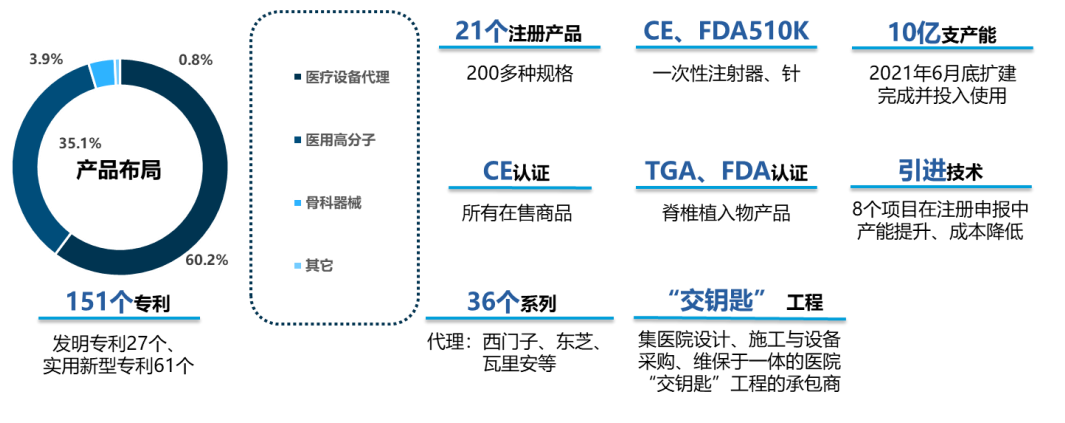 3.9%
0.8%
35.1%
产品布局
60.2%
151个专利
发明专利27个、
实用新型专利61个
医疗设备代理
医用高分子
骨科器械
其它
21个注册产品
200多种规格
CE、FDA510K
一次性注射器、针
10亿支产能
2021年6月底扩建
完成并投入使用
CE认证
所有在售商品
TGA、FDA认证
脊椎植入物产品
引进技术
8个项目在注册申报中
产能提升、成本降低
36个系列
代理：西门子、东芝、
瓦里安等
“交钥匙” 工程
集医院设计、施工与设备
采购、维保于一体的医院
“交钥匙”工程的承包商